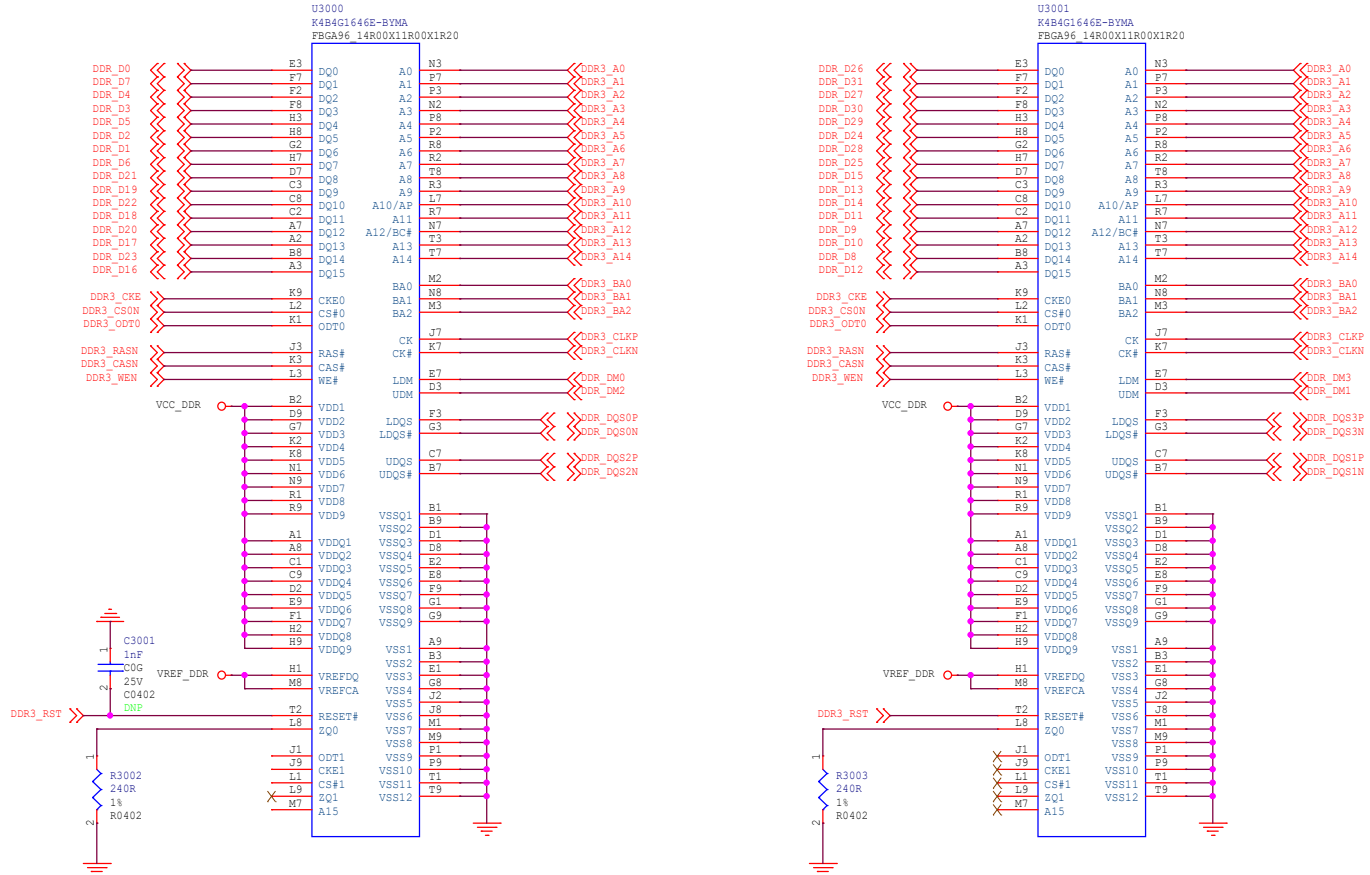 U3000
K4B4G1646E-BYMA
FBGA96_14R00X11R00X1R20
DDR_D0 E3 DQ0 A0 N3 DDR3_A0
DDR_D7 F7 DQ1 A1 P7 DDR3_A1
DDR_D4 F2 DQ2 A2 P3 DDR3_A2
DDR_D3 F8 DQ3 A3 N2 DDR3_A3
DDR_D5 H3 DQ4 A4 P8 DDR3_A4
DDR_D2 H8 DQ5 A5 P2 DDR3_A5
DDR_D1 G2 DQ6 A6 R8 DDR3_A6
DDR_D6 H7 DQ7 A7 R2 DDR3_A7
DDR_D21 D7 DQ8 A8 T8 DDR3_A8
DDR_D19 C3 DQ9 A9 R3 DDR3_A9
DDR_D22 C8 DQ10 A10/AP L7 DDR3_A10
DDR_D18 C2 DQ11 A11 R7 DDR3_A11
DDR_D20 A7 DQ12 A12/BC# N7 DDR3_A12
DDR_D17 A2 DQ13 A13 T3 DDR3_A13
DDR_D23 B8 DQ14 A14 T7 DDR3_A14
DDR_D16 A3 DQ15
BA0 M2 DDR3_BA0
DDR3_CKE K9 CKE0 BA1 N8 DDR3_BA1
DDR3_CS0N L2 CS#0 BA2 M3 DDR3_BA2
DDR3_ODT0 K1 ODT0
CK J7 DDR3_CLKP
DDR3_RASN J3 RAS# CK# K7 DDR3_CLKN
DDR3_CASN K3 CAS#
DDR3_WEN L3 WE# LDM E7 DDR_DM0
UDM D3 DDR_DM2
VCC_DDR B2 VDD1
D9 VDD2 LDQS F3 DDR_DQS0P
G7 VDD3 LDQS# G3 DDR_DQS0N
K2 VDD4
K8 VDD5 UDQS C7 DDR_DQS2P
N1 VDD6 UDQS# B7 DDR_DQS2N
N9 VDD7
R1 VDD8
R9 VDD9 VSSQ1 B1
VSSQ2 B9
A1 VDDQ1 VSSQ3 D1
A8 VDDQ2 VSSQ4 D8
C1 VDDQ3 VSSQ5 E2
C9 VDDQ4 VSSQ6 E8
D2 VDDQ5 VSSQ7 F9
E9 VDDQ6 VSSQ8 G1
F1 VDDQ7 VSSQ9 G9
H2 VDDQ8
H9 VDDQ9 VSS1 A9
VSS2 B3
VREF_DDR H1 VREFDQ VSS3 E1
M8 VREFCA VSS4 G8
VSS5 J2
DDR3_RST T2 RESET# VSS6 J8
L8 ZQ0 VSS7 M1
VSS8 M9
J1 ODT1 VSS9 P1
J9 CKE1 VSS10 P9
L1 CS#1 VSS11 T1
L9 ZQ1 VSS12 T9
M7 A15
C3001
1nF
C0G
25V
C0402
DNP
1
2
1
R3002
240R
1%
R0402
2
U3001
K4B4G1646E-BYMA
FBGA96_14R00X11R00X1R20
DDR_D26 E3 DQ0 A0 N3 DDR3_A0
DDR_D31 F7 DQ1 A1 P7 DDR3_A1
DDR_D27 F2 DQ2 A2 P3 DDR3_A2
DDR_D30 F8 DQ3 A3 N2 DDR3_A3
DDR_D29 H3 DQ4 A4 P8 DDR3_A4
DDR_D24 H8 DQ5 A5 P2 DDR3_A5
DDR_D28 G2 DQ6 A6 R8 DDR3_A6
DDR_D25 H7 DQ7 A7 R2 DDR3_A7
DDR_D15 D7 DQ8 A8 T8 DDR3_A8
DDR_D13 C3 DQ9 A9 R3 DDR3_A9
DDR_D14 C8 DQ10 A10/AP L7 DDR3_A10
DDR_D11 C2 DQ11 A11 R7 DDR3_A11
DDR_D9 A7 DQ12 A12/BC# N7 DDR3_A12
DDR_D10 A2 DQ13 A13 T3 DDR3_A13
DDR_D8 B8 DQ14 A14 T7 DDR3_A14
DDR_D12 A3 DQ15
BA0 M2 DDR3_BA0
DDR3_CKE K9 CKE0 BA1 N8 DDR3_BA1
DDR3_CS0N L2 CS#0 BA2 M3 DDR3_BA2
DDR3_ODT0 K1 ODT0
CK J7 DDR3_CLKP
DDR3_RASN J3 RAS# CK# K7 DDR3_CLKN
DDR3_CASN K3 CAS#
DDR3_WEN L3 WE# LDM E7 DDR_DM3
UDM D3 DDR_DM1
VCC_DDR B2 VDD1
D9 VDD2 LDQS F3 DDR_DQS3P
G7 VDD3 LDQS# G3 DDR_DQS3N
K2 VDD4
K8 VDD5 UDQS C7 DDR_DQS1P
N1 VDD6 UDQS# B7 DDR_DQS1N
N9 VDD7
R1 VDD8
R9 VDD9 VSSQ1 B1
VSSQ2 B9
A1 VDDQ1 VSSQ3 D1
A8 VDDQ2 VSSQ4 D8
C1 VDDQ3 VSSQ5 E2
C9 VDDQ4 VSSQ6 E8
D2 VDDQ5 VSSQ7 F9
E9 VDDQ6 VSSQ8 G1
F1 VDDQ7 VSSQ9 G9
H2 VDDQ8
H9 VDDQ9 VSS1 A9
VSS2 B3
VREF_DDR H1 VREFDQ VSS3 E1
M8 VREFCA VSS4 G8
VSS5 J2
DDR3_RST T2 RESET# VSS6 J8
L8 ZQ0 VSS7 M1
VSS8 M9
J1 ODT1 VSS9 P1
J9 CKE1 VSS10 P9
L1 CS#1 VSS11 T1
L9 ZQ1 VSS12 T9
M7 A15
1
R3003
240R
1%
R0402
2